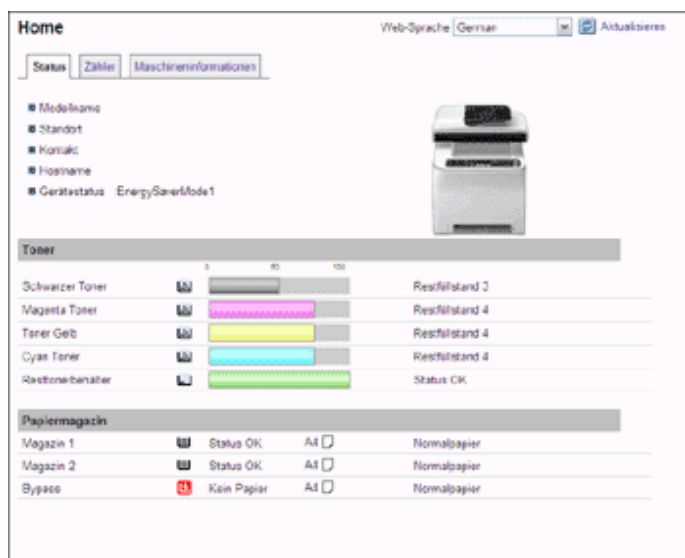 Home
Web-Sprache German Aktualisieren
Status Zähler Maschineninformationen
Modellname
Standort
Kontakt
Hostname
Gerätestatus EnergySaverMode1
Toner
0 50 100
Schwarzer Toner Restfüllstand 3
Magenta Toner Restfüllstand 4
Toner Gelb Restfüllstand 4
Cyan Toner Restfüllstand 4
Resttonerbehälter Status OK
Papiermagazin
Magazin 1 Status OK A4 Normalpapier
Magazin 2 Status OK A4 Normalpapier
Bypass Kein Papier A4 Normalpapier